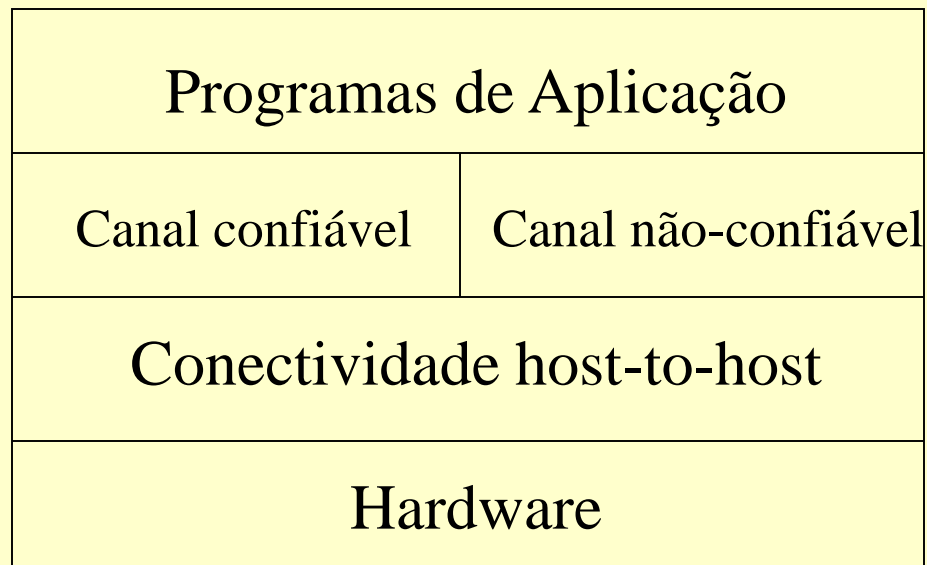 Programas de Aplicação
Canal confiável
Canal não-confiável
Conectividade host-to-host
Hardware